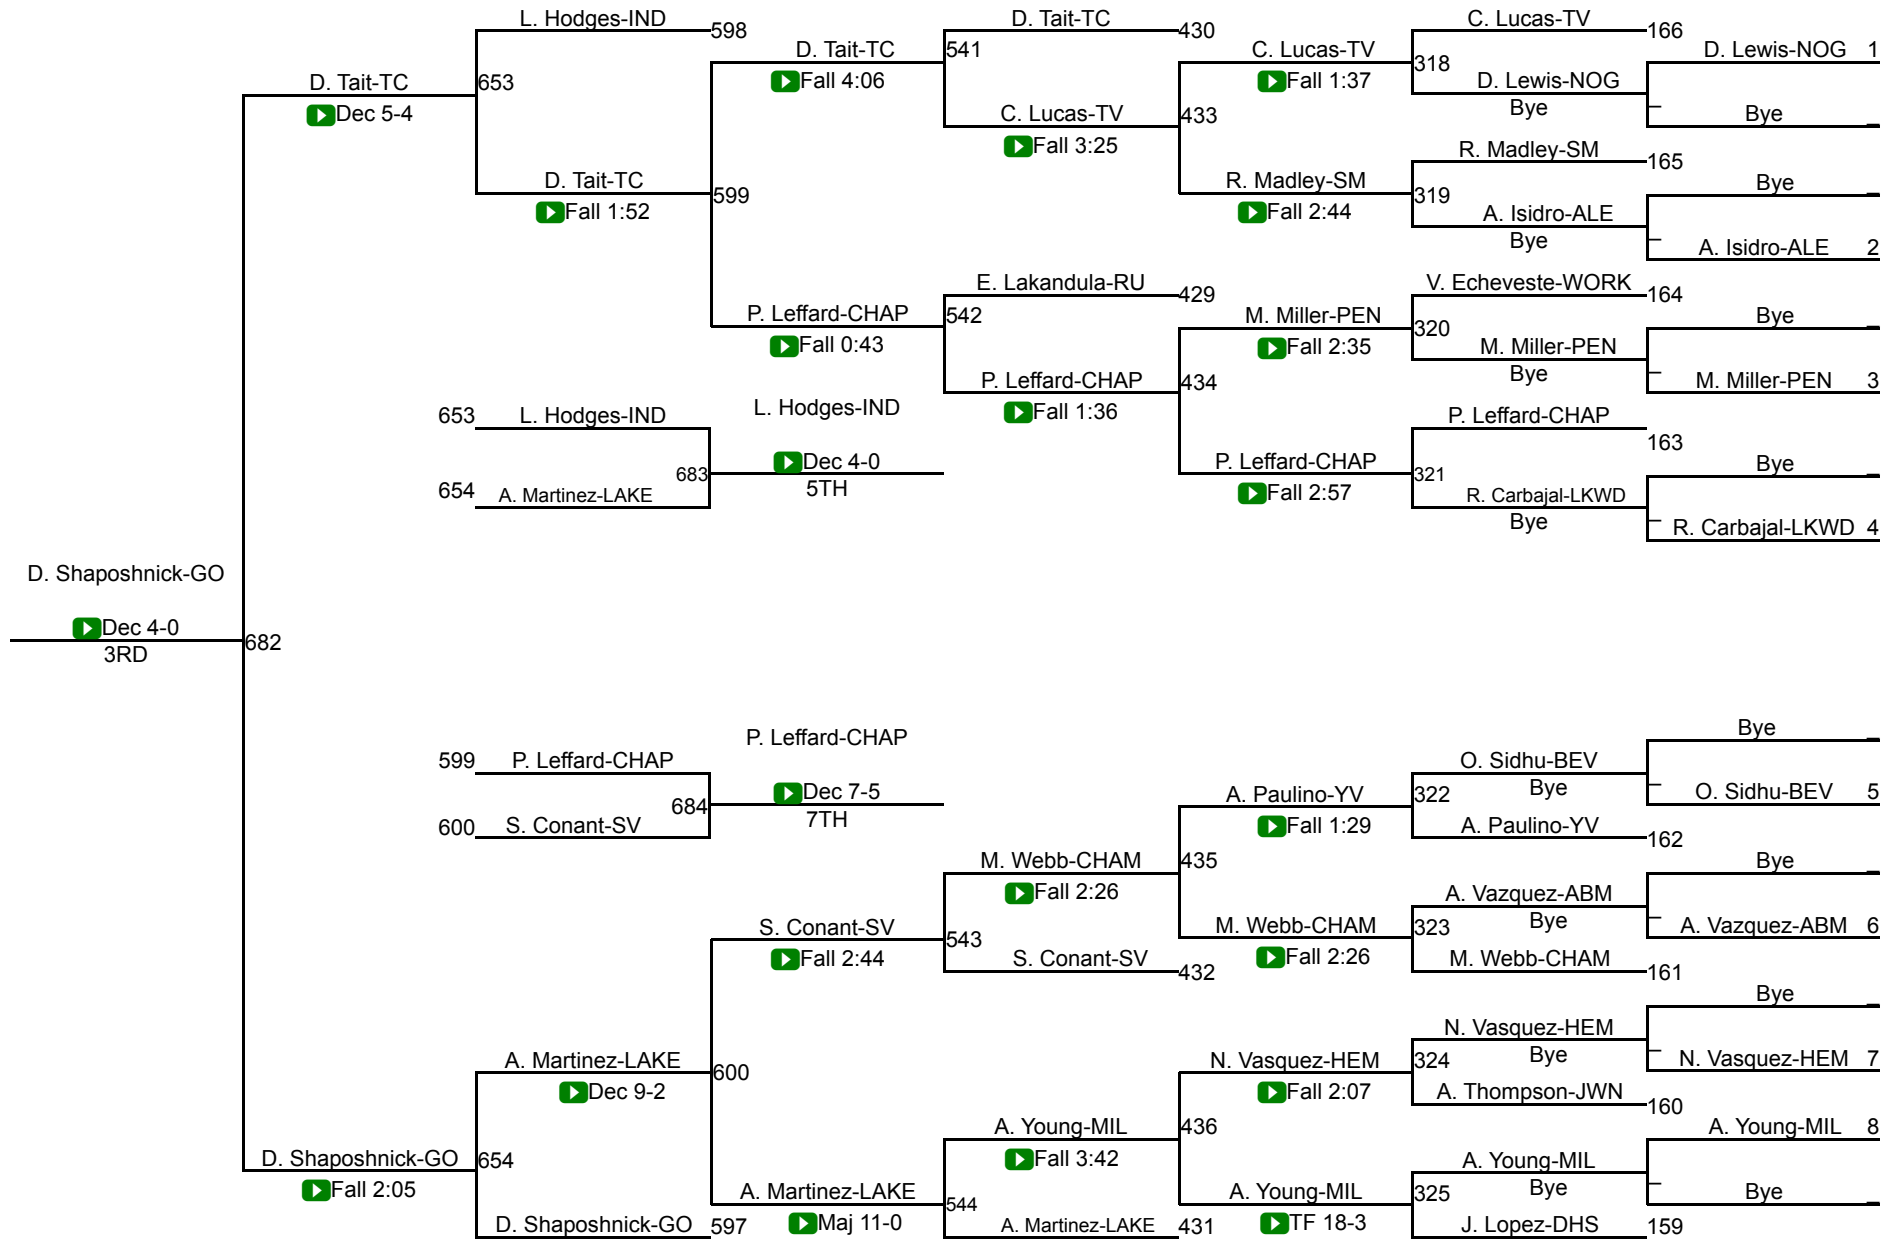 L. Hodges-IND
598
D. Tait-TC
653
Dec 5-4
D. Tait-TC
Fall 1:52
D. Tait-TC
Fall 4:06
599
P. Leffard-CHAP
Fall 0:43
D. Tait-TC
430
541
C. Lucas-TV
Fall 3:25
E. Lakandula-RU
429
542
P. Leffard-CHAP
Fall 1:36
C. Lucas-TV
Fall 1:37
433
R. Madley-SM
Fall 2:44
M. Miller-PEN
Fall 2:35
434
P. Leffard-CHAP
Fall 2:57
C. Lucas-TV
166
318
D. Lewis-NOG
Bye
R. Madley-SM
165
319
A. Isidro-ALE
Bye
V. Echeveste-WORK
164
320
M. Miller-PEN
Bye
P. Leffard-CHAP
163
321
R. Carbajal-LKWD
Bye
D. Lewis-NOG 1
Bye
Bye
A. Isidro-ALE 2
Bye
M. Miller-PEN 3
Bye
R. Carbajal-LKWD 4
653 L. Hodges-IND
654 A. Martinez-LAKE
683
L. Hodges-IND
Dec 4-0
5TH
D. Shaposhnick-GO
Dec 4-0
3RD
682
599 P. Leffard-CHAP
600 S. Conant-SV
684
P. Leffard-CHAP
Dec 7-5
7TH
A. Martinez-LAKE
Dec 9-2
D. Shaposhnick-GO
654
Fall 2:05
D. Shaposhnick-GO 597
S. Conant-SV
Fall 2:44
600
A. Martinez-LAKE
Maj 11-0
M. Webb-CHAM
Fall 2:26
543
S. Conant-SV
432
A. Young-MIL
Fall 3:42
544
A. Martinez-LAKE 431
A. Paulino-YV
Fall 1:29
435
M. Webb-CHAM
Fall 2:26
N. Vasquez-HEM
Fall 2:07
436
A. Young-MIL
TF 18-3
O. Sidhu-BEV
322
Bye
A. Paulino-YV
162
A. Vazquez-ABM
323
Bye
M. Webb-CHAM
161
N. Vasquez-HEM
324
Bye
A. Thompson-JWN
160
A. Young-MIL
325
Bye
J. Lopez-DHS 159
Bye
O. Sidhu-BEV 5
Bye
A. Vazquez-ABM 6
Bye
N. Vasquez-HEM 7
A. Young-MIL 8
Bye